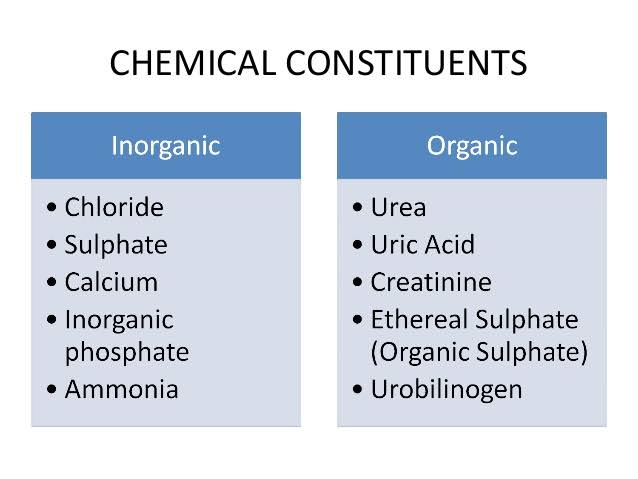 CHEMICAL CONSTITUENTS
Inorganic
• Chloride
• Sulphate
• Calcium
• Inorganic
phosphate
• Ammonia
Organic
• Urea
• Uric Acid
• Creatinine
• Ethereal Sulphate
(Organic Sulphate)
• Urobilinogen